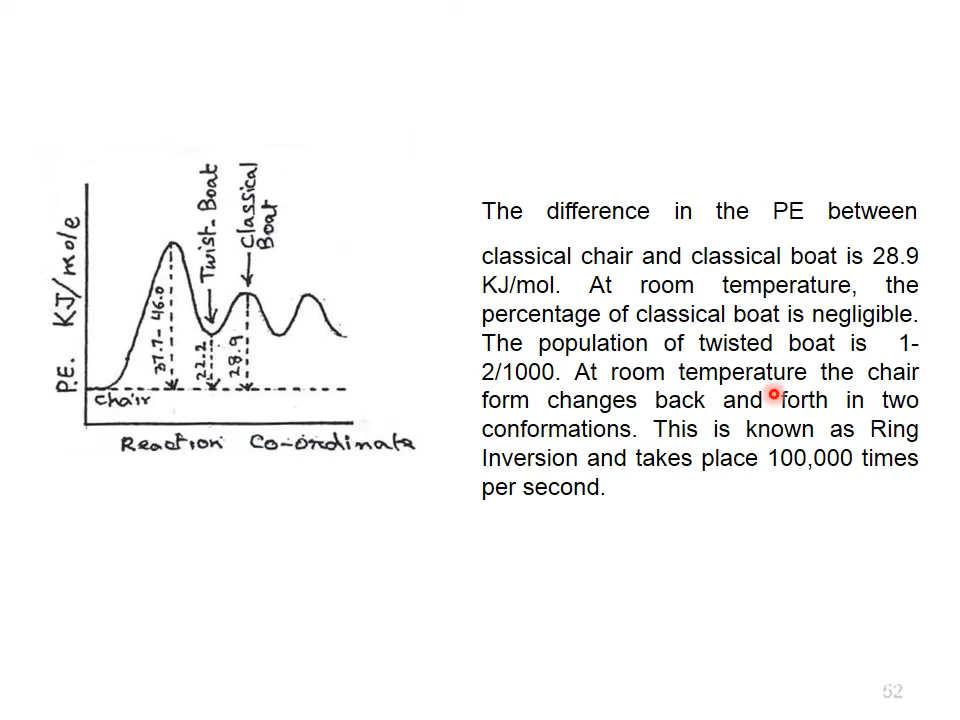 P.E. KJ/mole
37.7- 46.0
22.2
28.9
Twist-Boat
Classical
Boat
Chair
Reaction Co-ordinate
The difference in the PE between
classical chair and classical boat is 28.9
KJ/mol. At room temperature, the
percentage of classical boat is negligible.
The population of twisted boat is 1-
2/1000. At room temperature the chair
form changes back and forth in two
conformations. This is known as Ring
Inversion and takes place 100,000 times
per second.
52